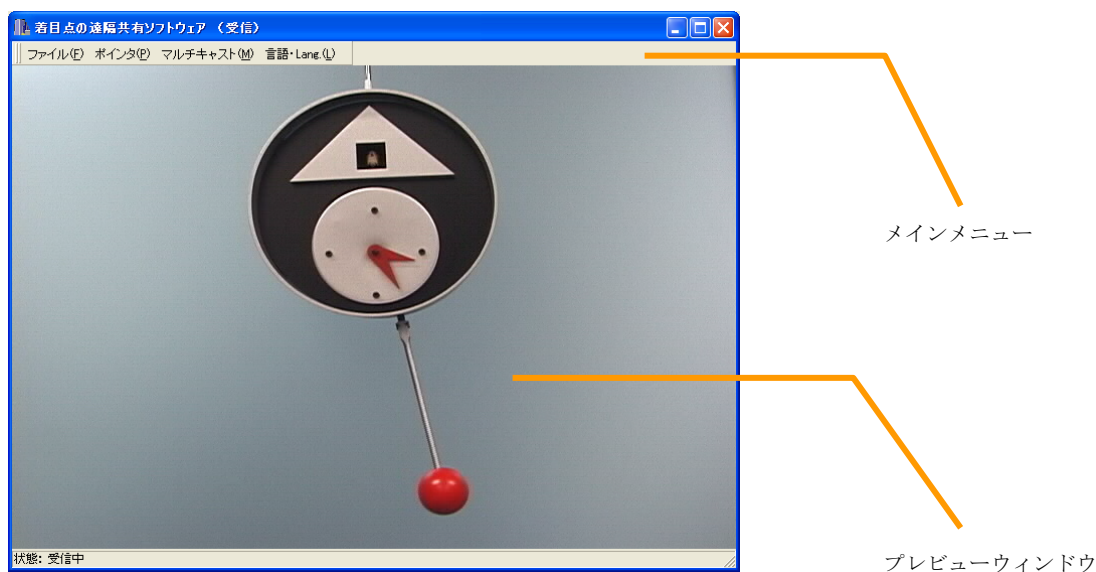 着目点の遠隔共有ソフトウェア （受信）
ファイル(F) ポインタ(P) マルチキャスト(M) 言語・Lang.(L)
メインメニュー
プレビューウィンドウ
状態: 受信中